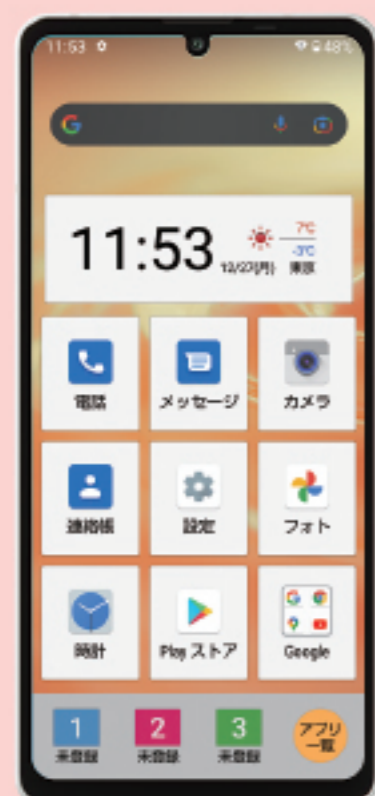 11:53
48%
G
11:53
7℃
-3℃
12/27(月) 東京
電話
メッセージ
カメラ
連絡帳
設定
フォト
時計
Play ストア
Google
1
2
3
未登録
未登録
未登録
アプリ
一覧